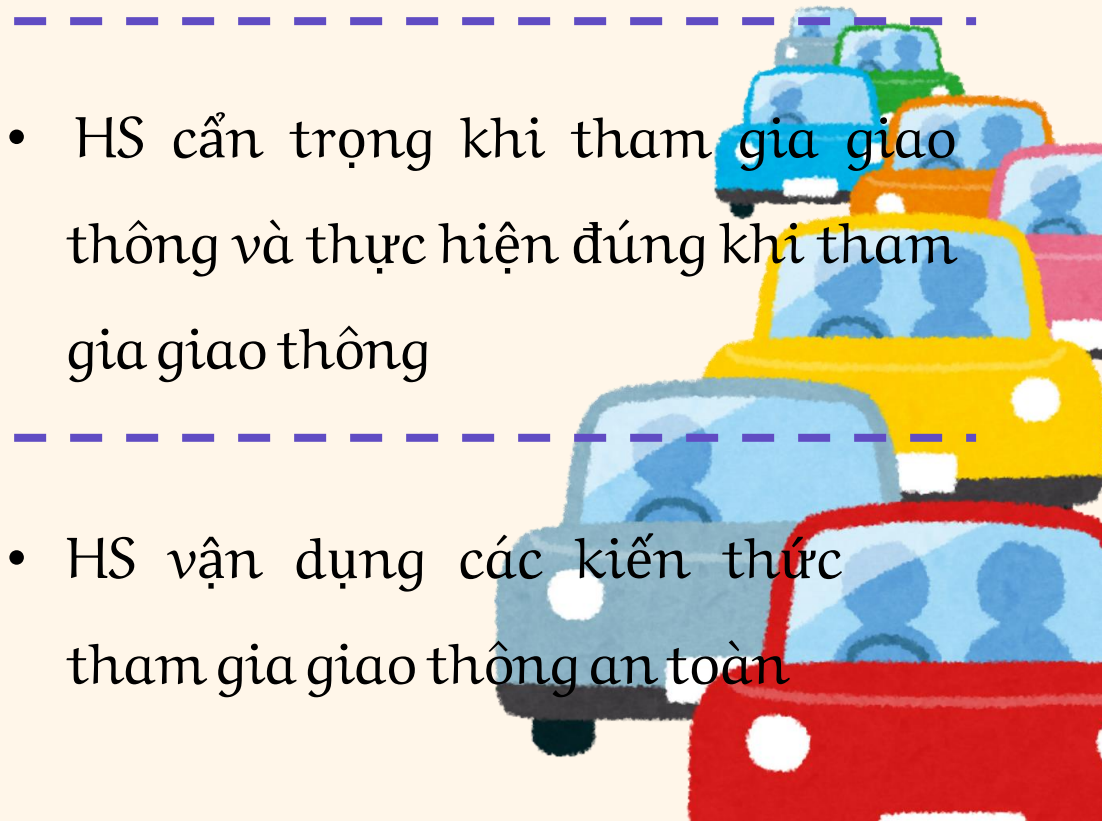 • HS cẩn trọng khi tham gia giao
thông và thực hiện đúng khi tham
gia giao thông
• HS vận dụng các kiến thức
tham gia giao thông an toàn